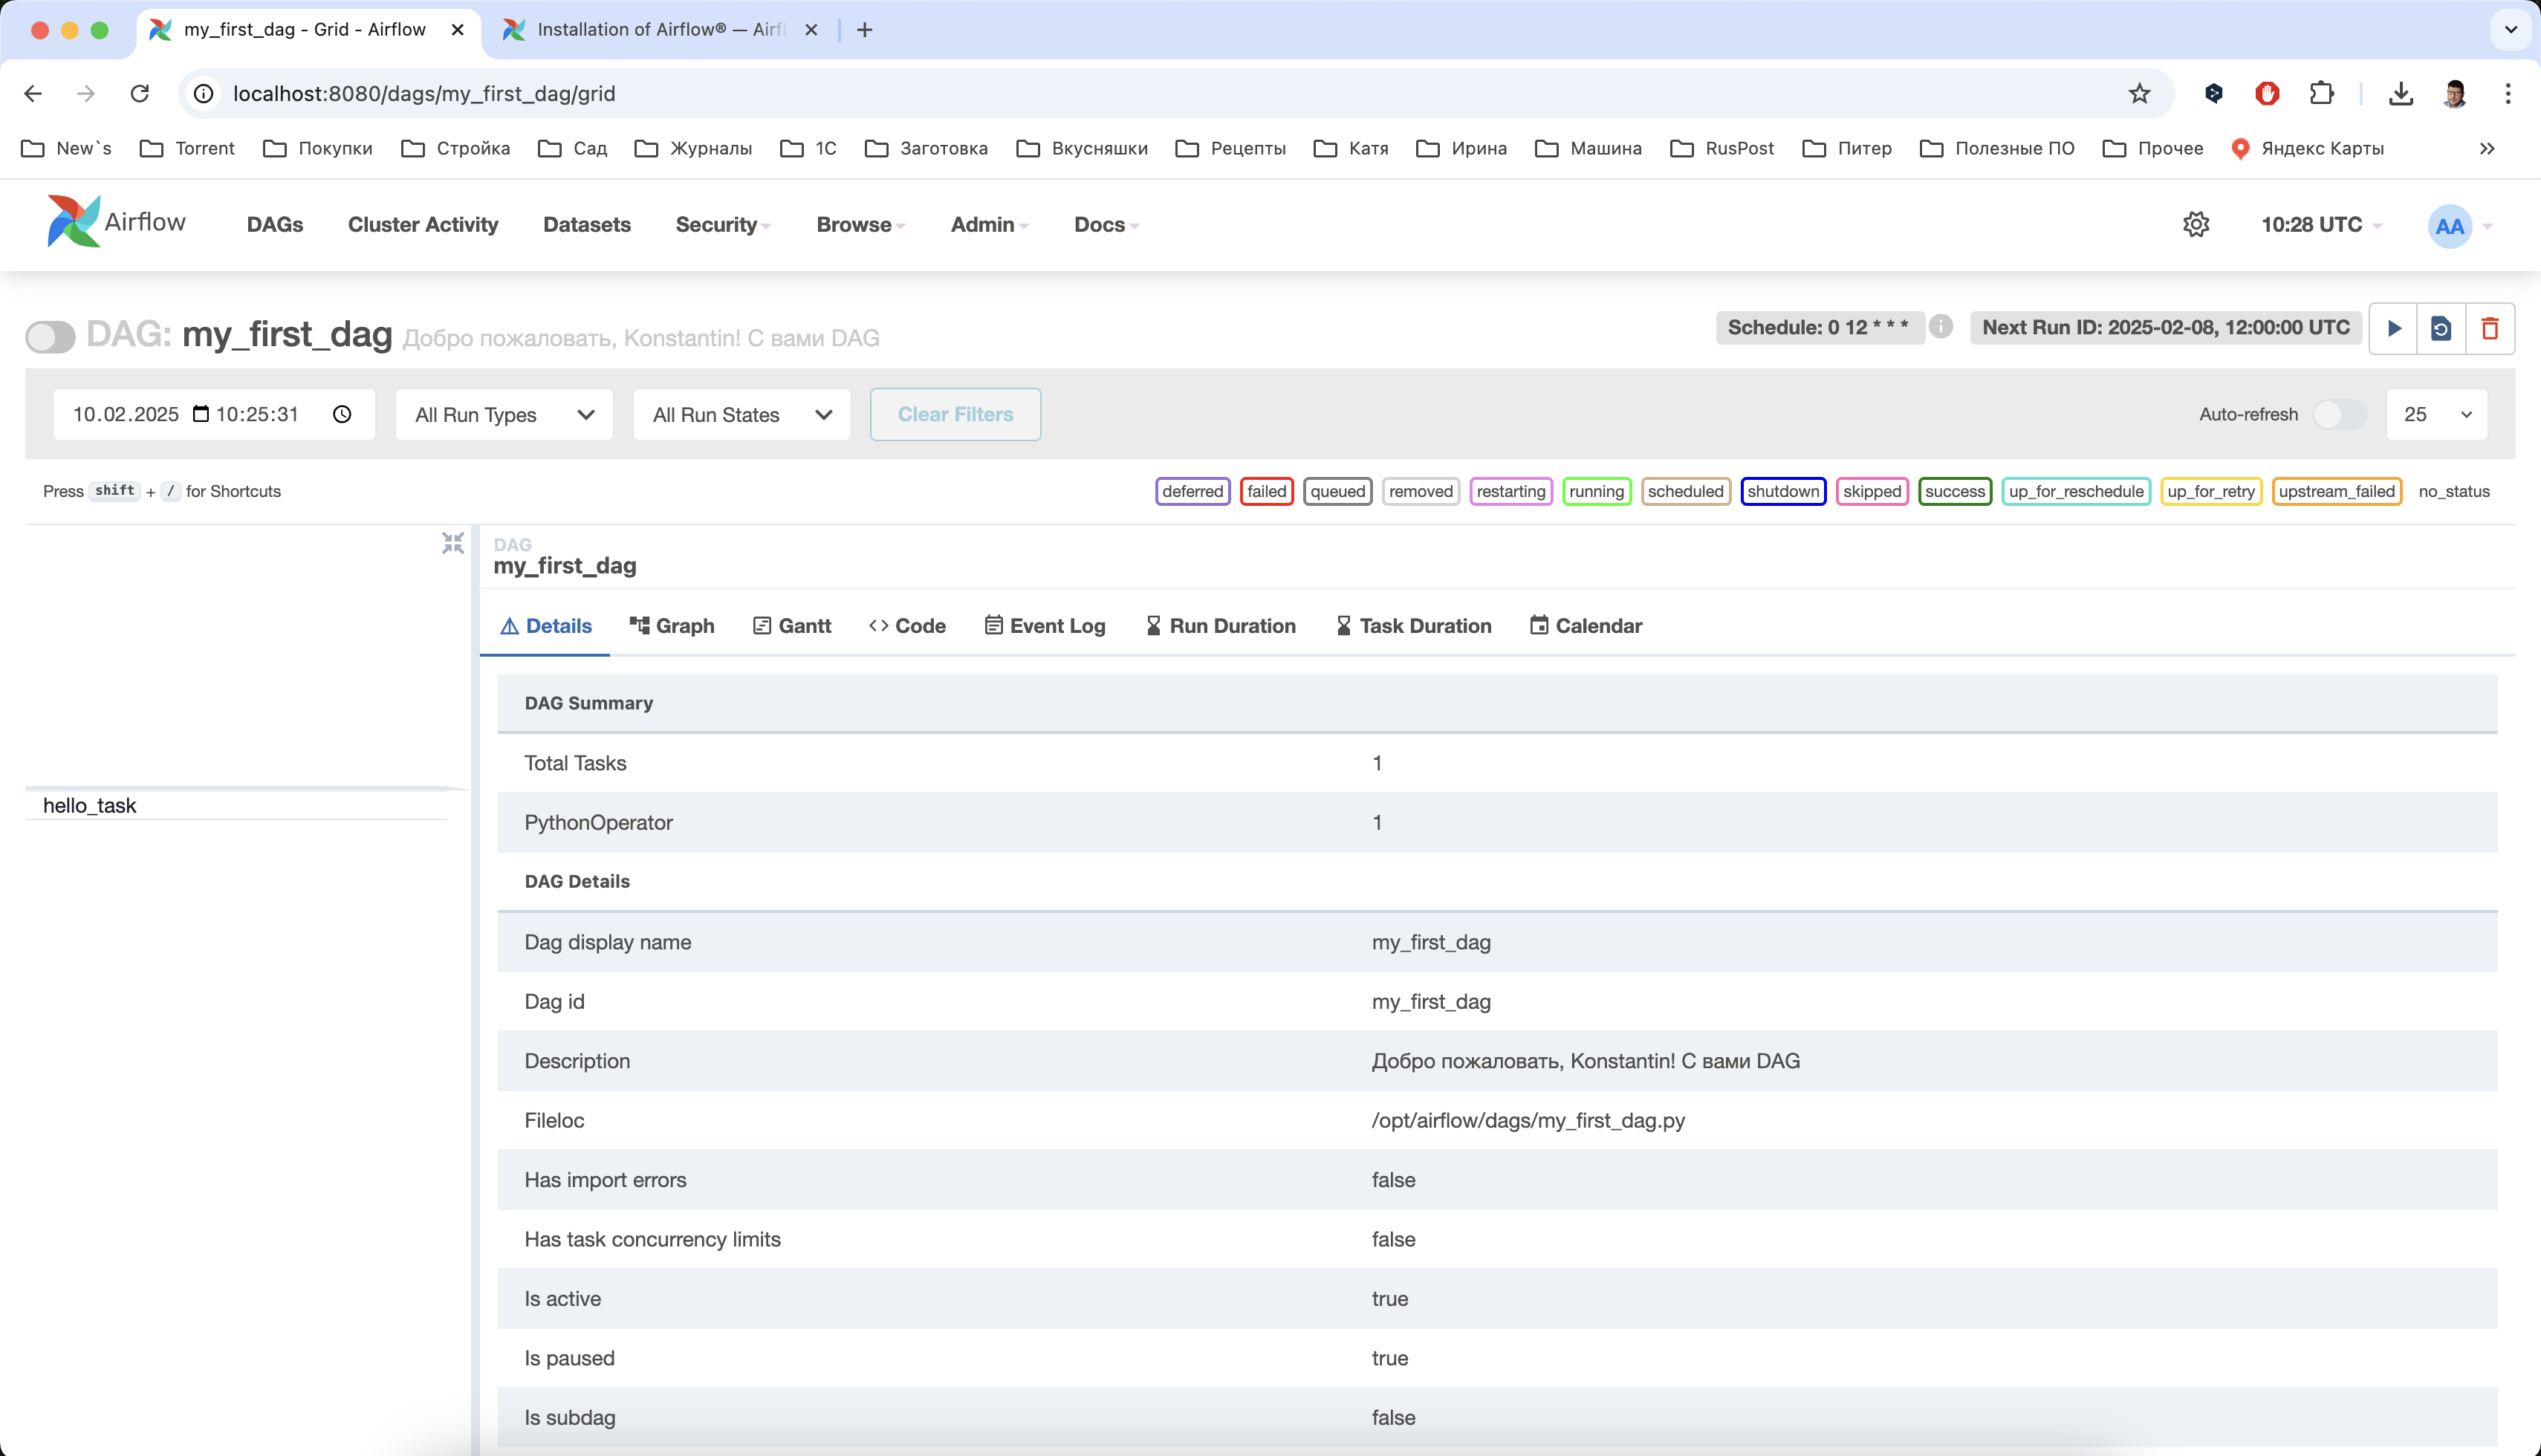 my_first_dag - Grid - Airflow
Installation of Airflow® — Airf
localhost:8080/dags/my_first_dag/grid
New`s Torrent Покупки Стройка Сад Журналы 1С Заготовка Вкусняшки Рецепты Катя Ирина Машина RusPost Питер Полезные ПО Прочее Яндекс Карты
Airflow DAGs Cluster Activity Datasets Security Browse Admin Docs 10:28 UTC AA
DAG: my_first_dag Добро пожаловать, Konstantin! С вами DAG Schedule: 0 12 * * * Next Run ID: 2025-02-08, 12:00:00 UTC
10.02.2025 10:25:31 All Run Types All Run States Clear Filters Auto-refresh 25
Press shift + / for Shortcuts deferred failed queued removed restarting running scheduled shutdown skipped success up_for_reschedule up_for_retry upstream_failed no_status
DAG
my_first_dag
Details Graph Gantt Code Event Log Run Duration Task Duration Calendar
hello_task
DAG Summary
Total Tasks 1
PythonOperator 1
DAG Details
Dag display name my_first_dag
Dag id my_first_dag
Description Добро пожаловать, Konstantin! С вами DAG
Fileloc /opt/airflow/dags/my_first_dag.py
Has import errors false
Has task concurrency limits false
Is active true
Is paused true
Is subdag false